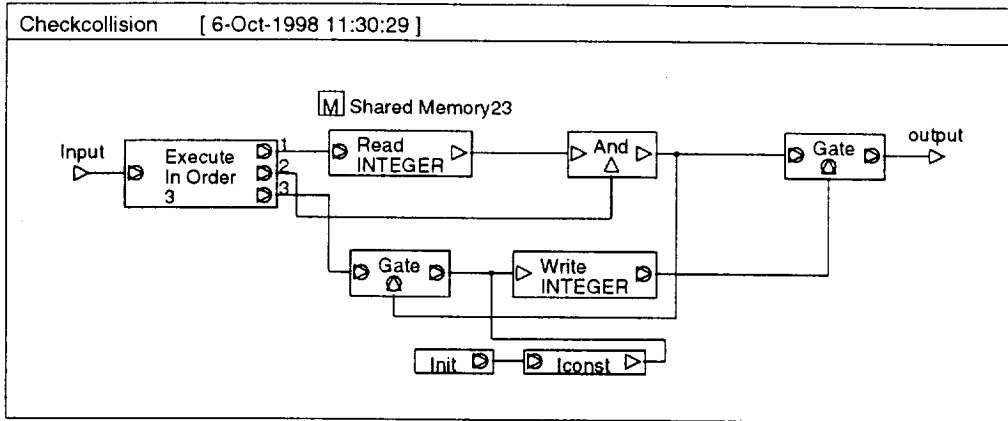 Checkcollision [ 6-Oct-1998 11:30:29 ]
M Shared Memory23
Input
Execute
In Order
3
1
2
3
Read
INTEGER
And
Gate
output
Gate
Write
INTEGER
Init
Iconst